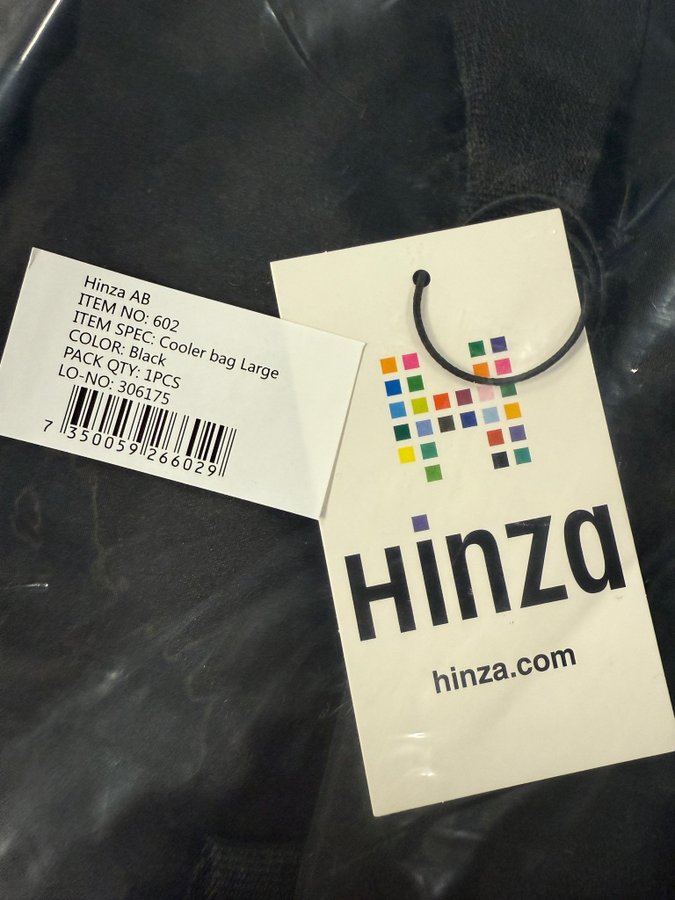 Hinza AB
ITEM NO: 602
ITEM SPEC: Cooler bag Large
COLOR: Black
PACK QTY: 1PCS
LO-NO: 306175
7 350059 266029
Hinza
hinza.com